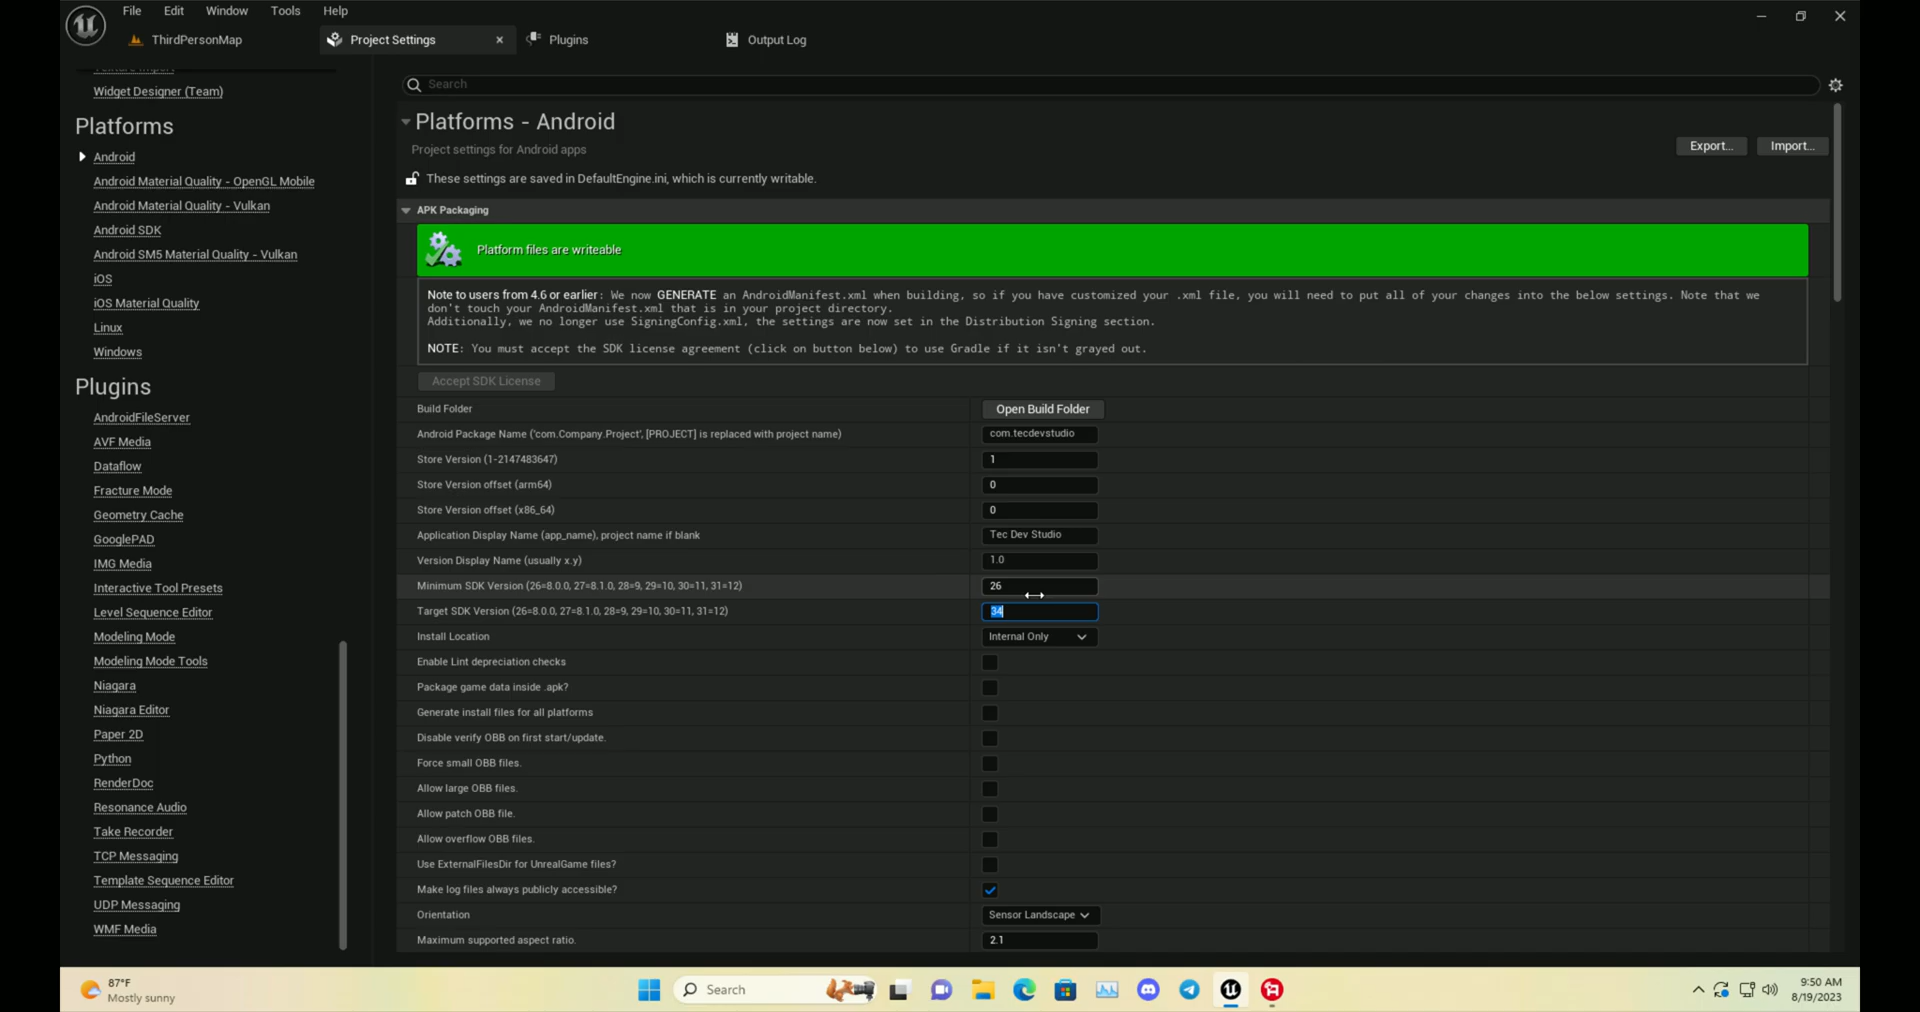 File Edit Window Tools Help
ThirdPersonMap Project Settings Plugins Output Log
Widget Designer (Team)
Platforms
Android
Android Material Quality - OpenGL Mobile
Android Material Quality - Vulkan
Android SDK
Android SM5 Material Quality - Vulkan
iOS
iOS Material Quality
Linux
Windows
Plugins
AndroidFileServer
AVF Media
Dataflow
Fracture Mode
Geometry Cache
GooglePAD
IMG Media
Interactive Tool Presets
Level Sequence Editor
Modeling Mode
Modeling Mode Tools
Niagara
Niagara Editor
Paper 2D
Python
RenderDoc
Resonance Audio
Take Recorder
TCP Messaging
Template Sequence Editor
UDP Messaging
WMF Media
Search
Platforms - Android
Project settings for Android apps
Export... Import...
These settings are saved in DefaultEngine.ini, which is currently writable.
APK Packaging
Platform files are writeable
Note to users from 4.6 or earlier: We now GENERATE an AndroidManifest.xml when building, so if you have customized your .xml file, you will need to put all of your changes into the below settings. Note that we
don't touch your AndroidManifest.xml that is in your project directory.
Additionally, we no longer use SigningConfig.xml, the settings are now set in the Distribution Signing section.
NOTE: You must accept the SDK license agreement (click on button below) to use Gradle if it isn't grayed out.
Accept SDK License
Build Folder Open Build Folder
Android Package Name ('com.Company.Project', [PROJECT] is replaced with project name) com.tecdevstudio
Store Version (1-2147483647) 1
Store Version offset (arm64) 0
Store Version offset (x86_64) 0
Application Display Name (app_name), project name if blank Tec Dev Studio
Version Display Name (usually x.y) 1.0
Minimum SDK Version (26=8.0.0, 27=8.1.0, 28=9, 29=10, 30=11, 31=12) 26
Target SDK Version (26=8.0.0, 27=8.1.0, 28=9, 29=10, 30=11, 31=12) 34
Install Location Internal Only
Enable Lint depreciation checks
Package game data inside .apk?
Generate install files for all platforms
Disable verify OBB on first start/update.
Force small OBB files.
Allow large OBB files.
Allow patch OBB file.
Allow overflow OBB files.
Use ExternalFilesDir for UnrealGame files?
Make log files always publicly accessible?
Orientation Sensor Landscape
Maximum supported aspect ratio. 2.1
87°F
Mostly sunny
Search
9:50 AM
8/19/2023